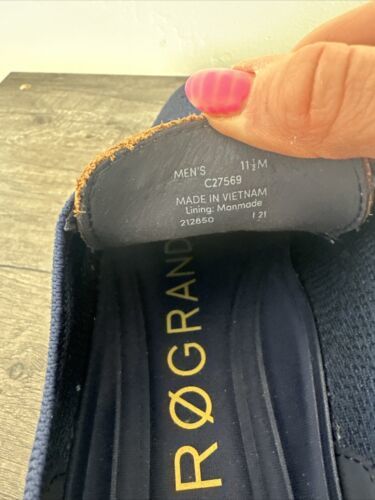 MEN'S 11½M
C27569
MADE IN VIETNAM
Lining: Manmade
212850 I 21
RØGRAND